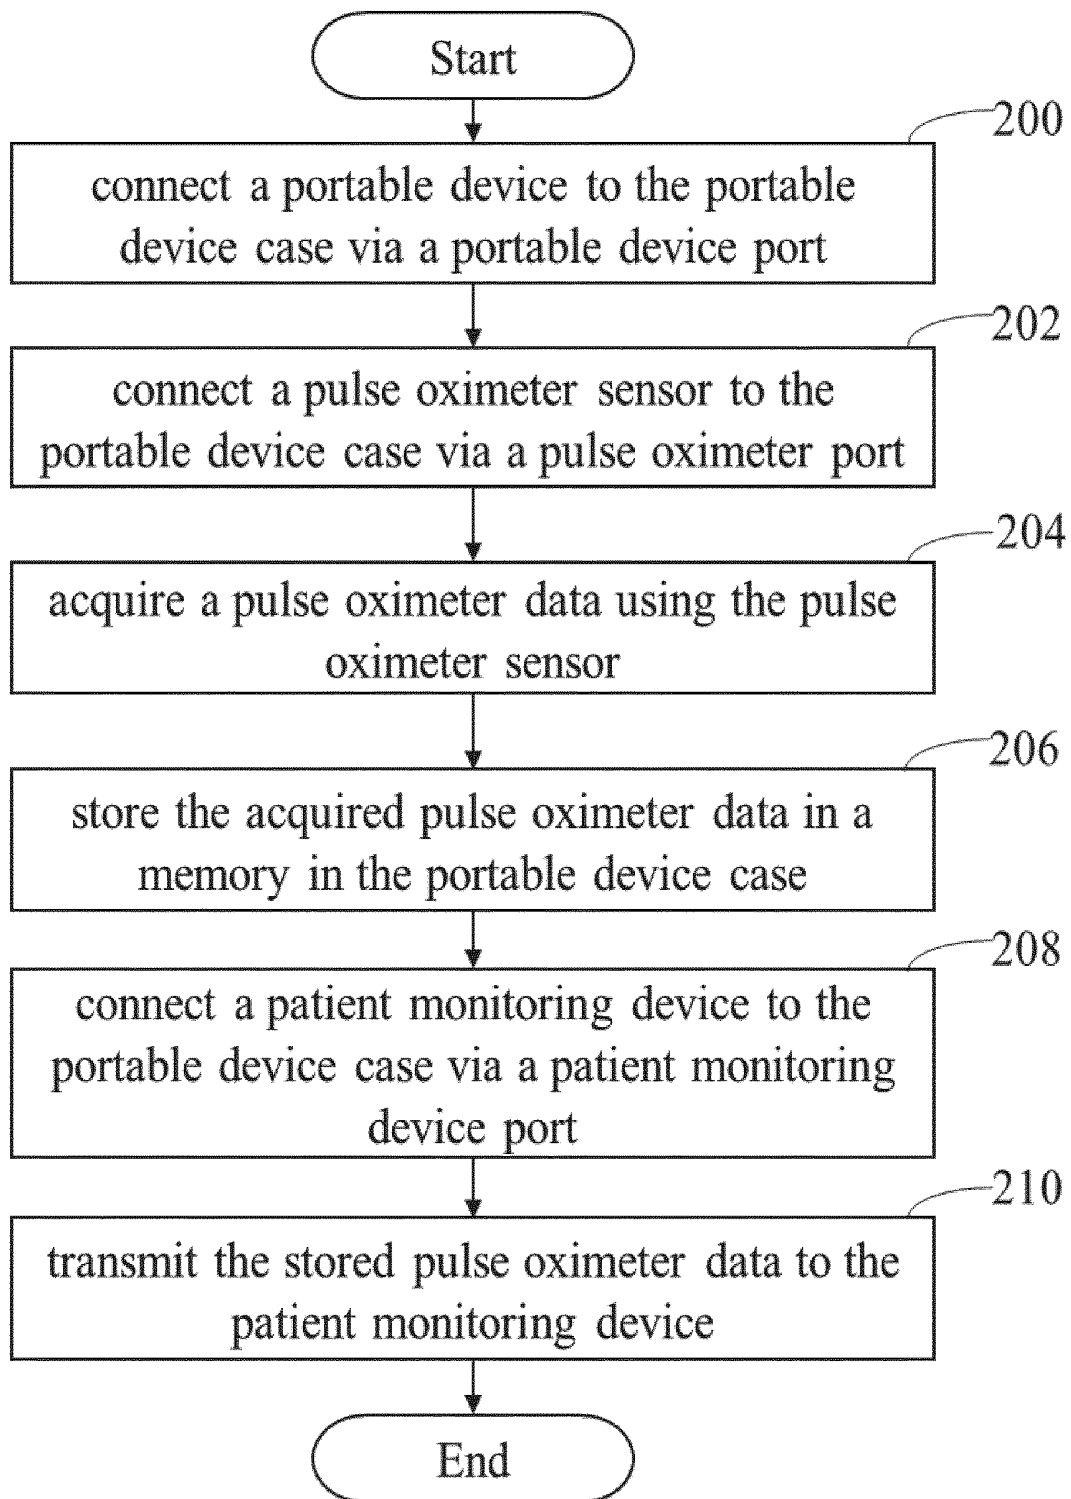 Start
200
connect a portable device to the portable
device case via a portable device port
202
connect a pulse oximeter sensor to the
portable device case via a pulse oximeter port
204
acquire a pulse oximeter data using the pulse
oximeter sensor
206
store the acquired pulse oximeter data in a
memory in the portable device case
208
connect a patient monitoring device to the
portable device case via a patient monitoring
device port
210
transmit the stored pulse oximeter data to the
patient monitoring device
End